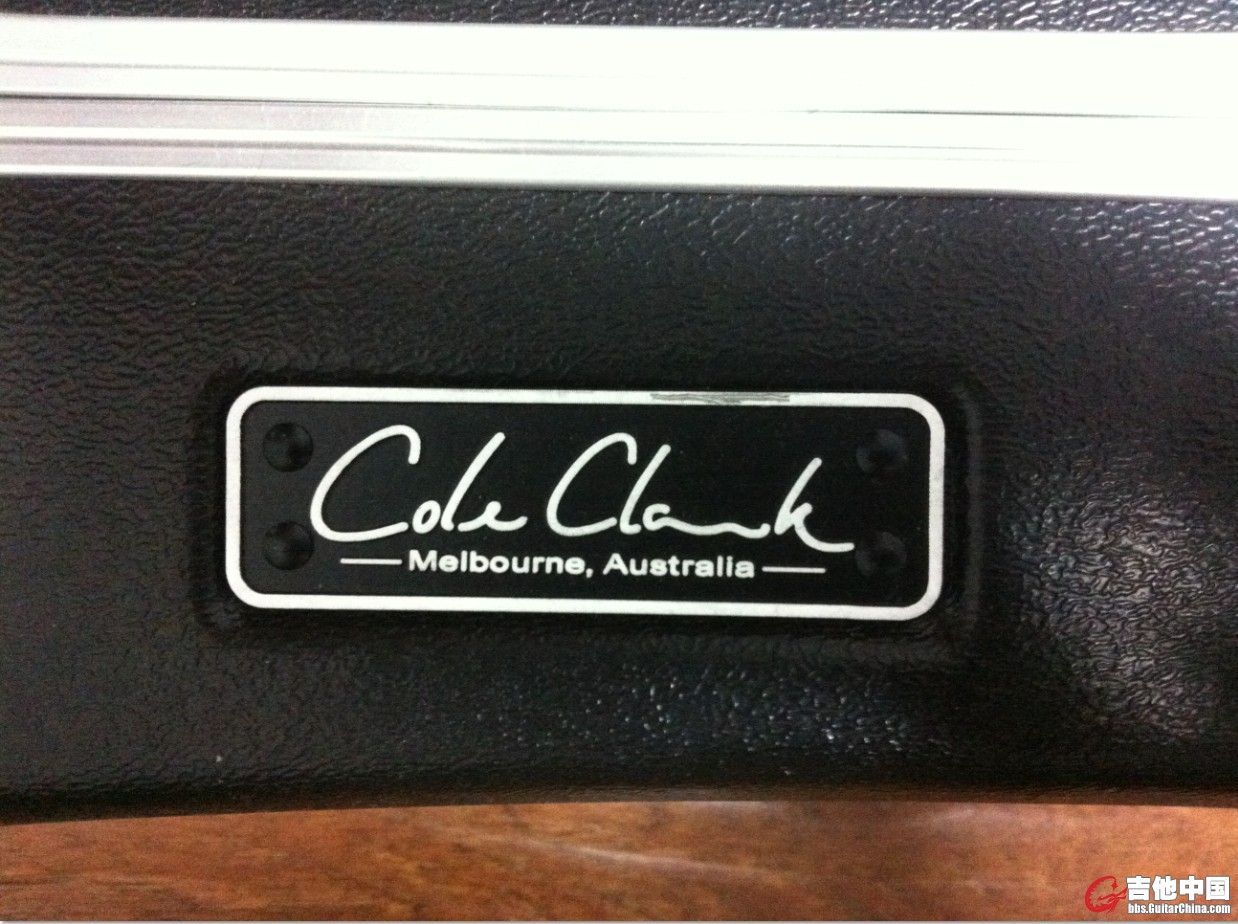 Cole Clark
Melbourne, Australia
吉他中国
bbs.GuitarChina.com